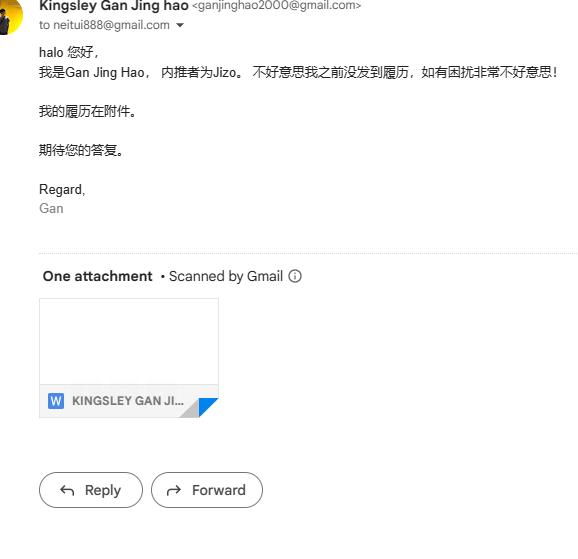 Kingsley Gan Jing hao <ganjinghao2000@gmail.com>
to neitui888@gmail.com
halo 您好，
我是Gan Jing Hao， 内推者为Jizo。 不好意思我之前没发到履历，如有困扰非常不好意思！
我的履历在附件。
期待您的答复。
Regard,
Gan
One attachment • Scanned by Gmail
W KINGSLEY GAN JI...
Reply Forward